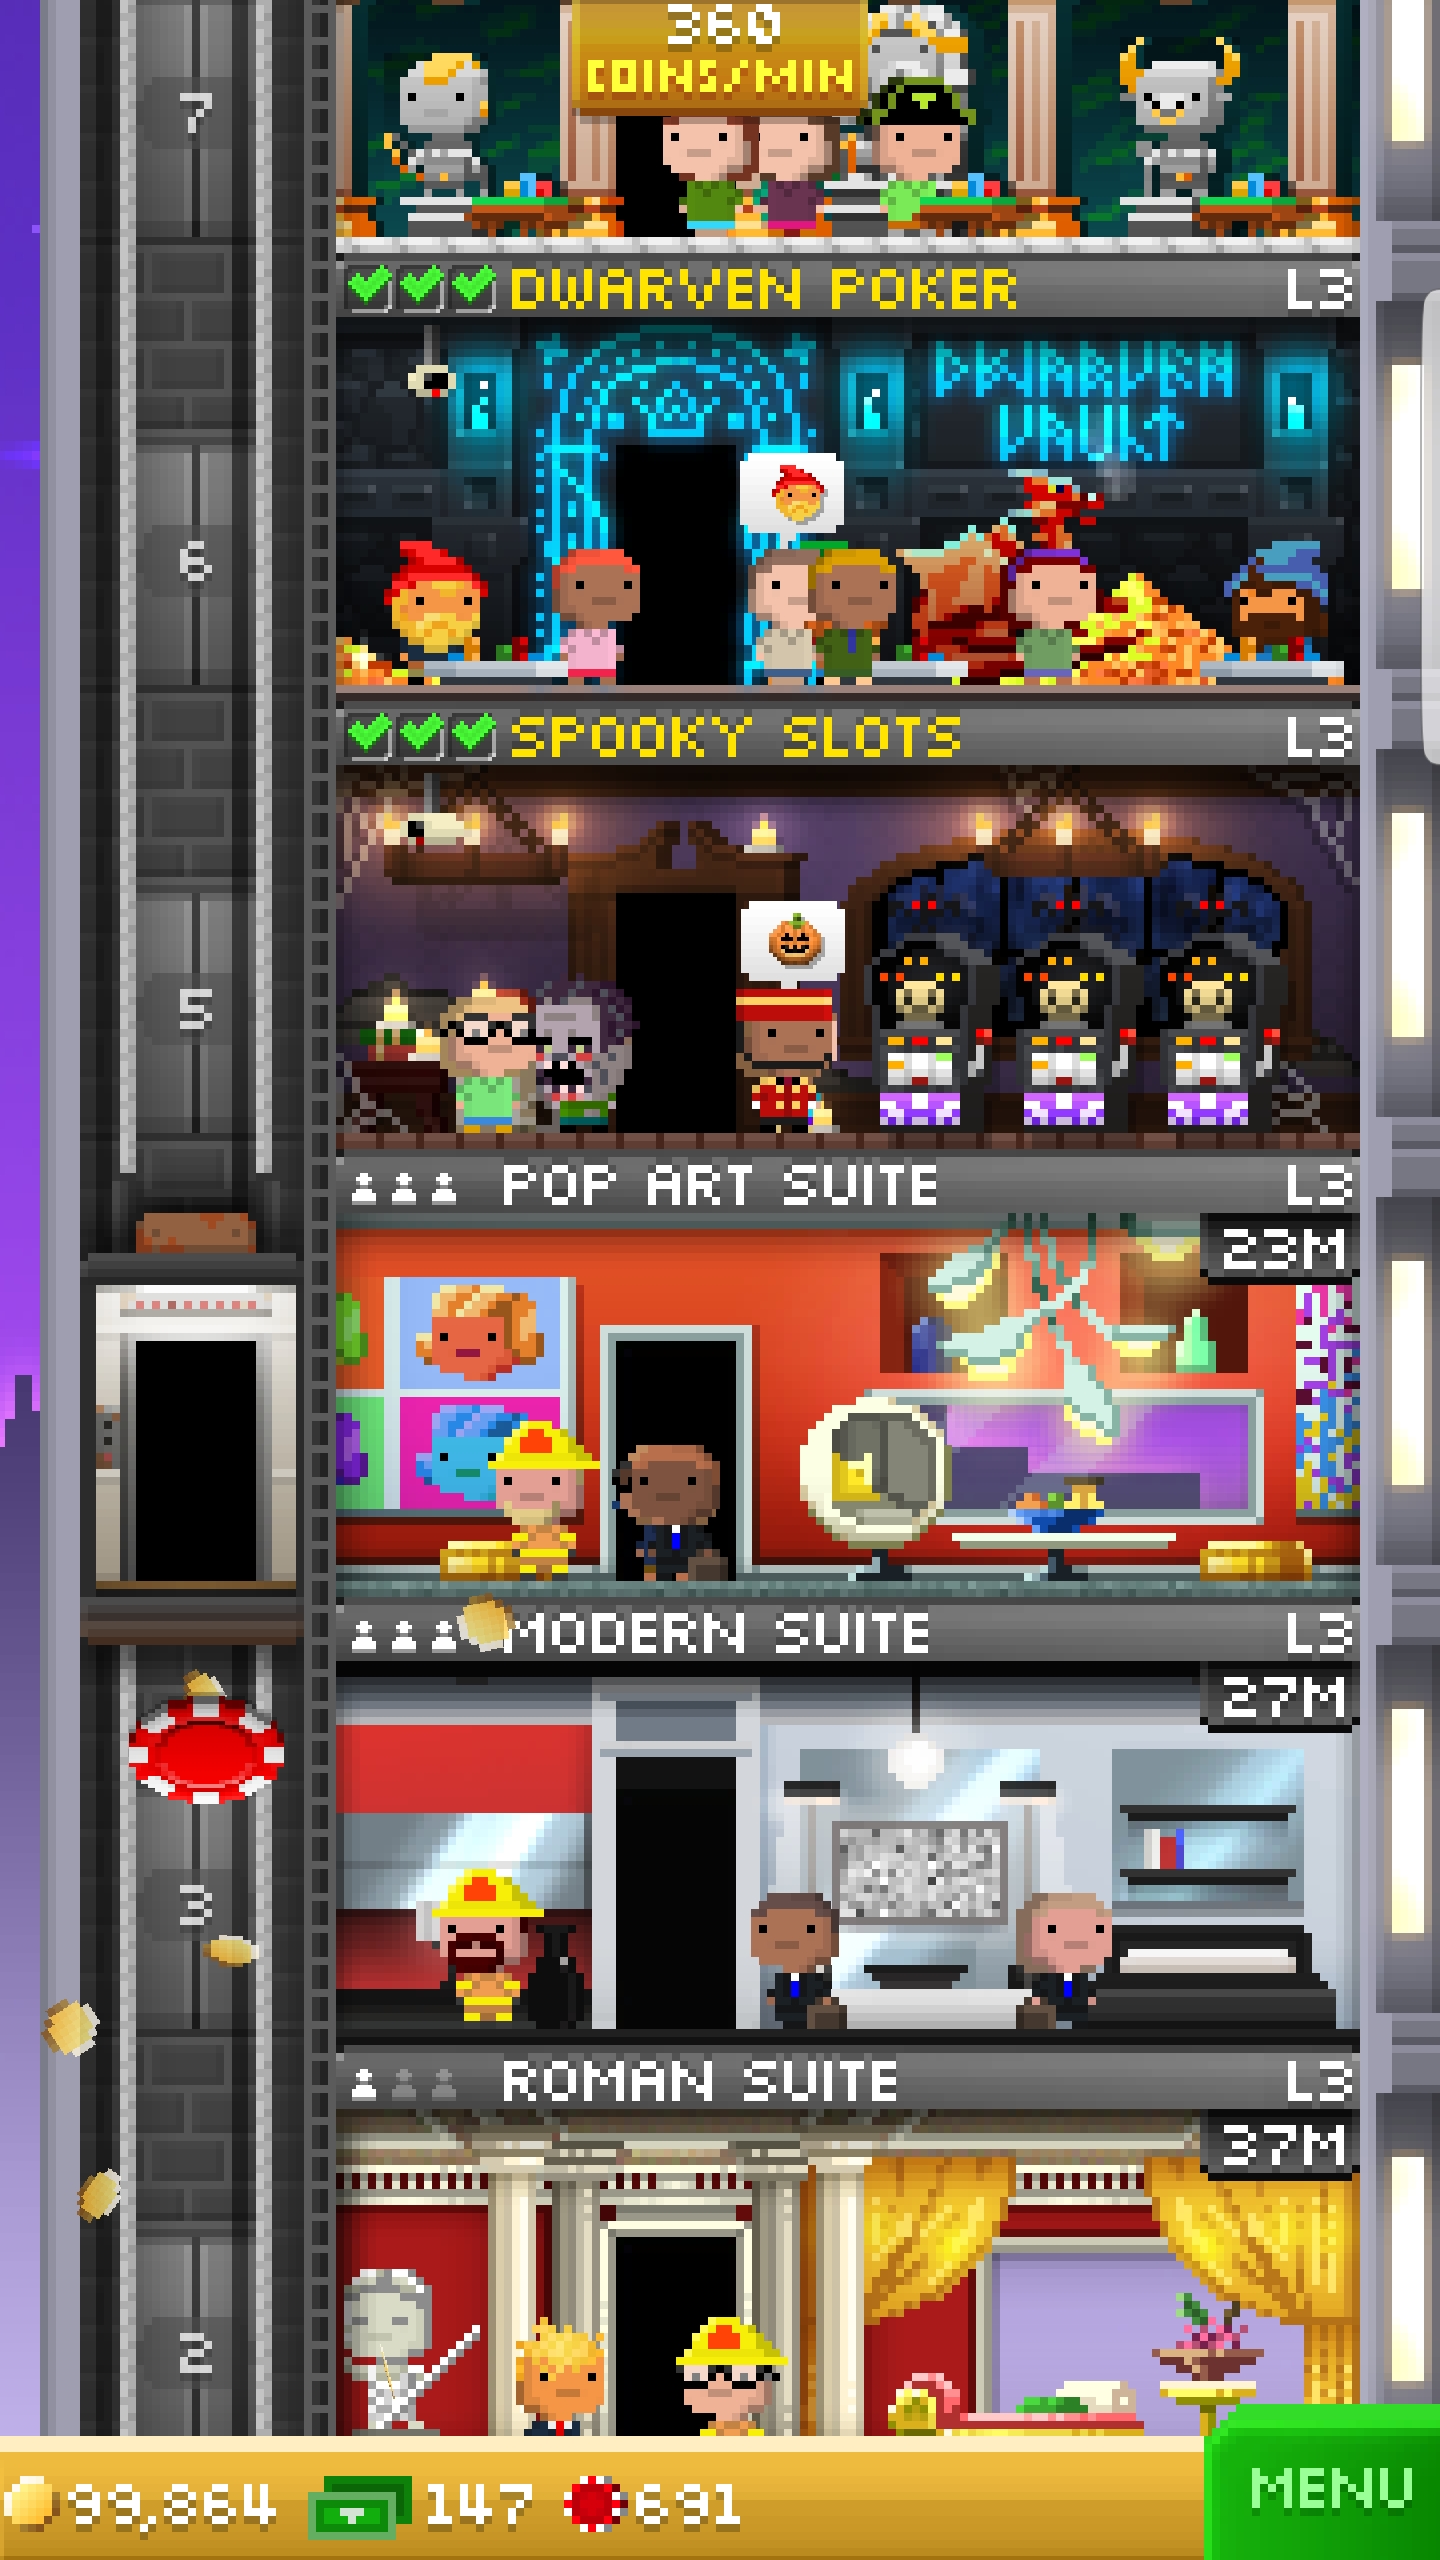 360
COINS/MIN
7
DWARVEN POKER L3
DWARVEN
VAULT
6
SPOOKY SLOTS L3
5
POP ART SUITE L3
23M
MODERN SUITE L3
27M
3
ROMAN SUITE L3
37M
2
99,864 147 691
MENU